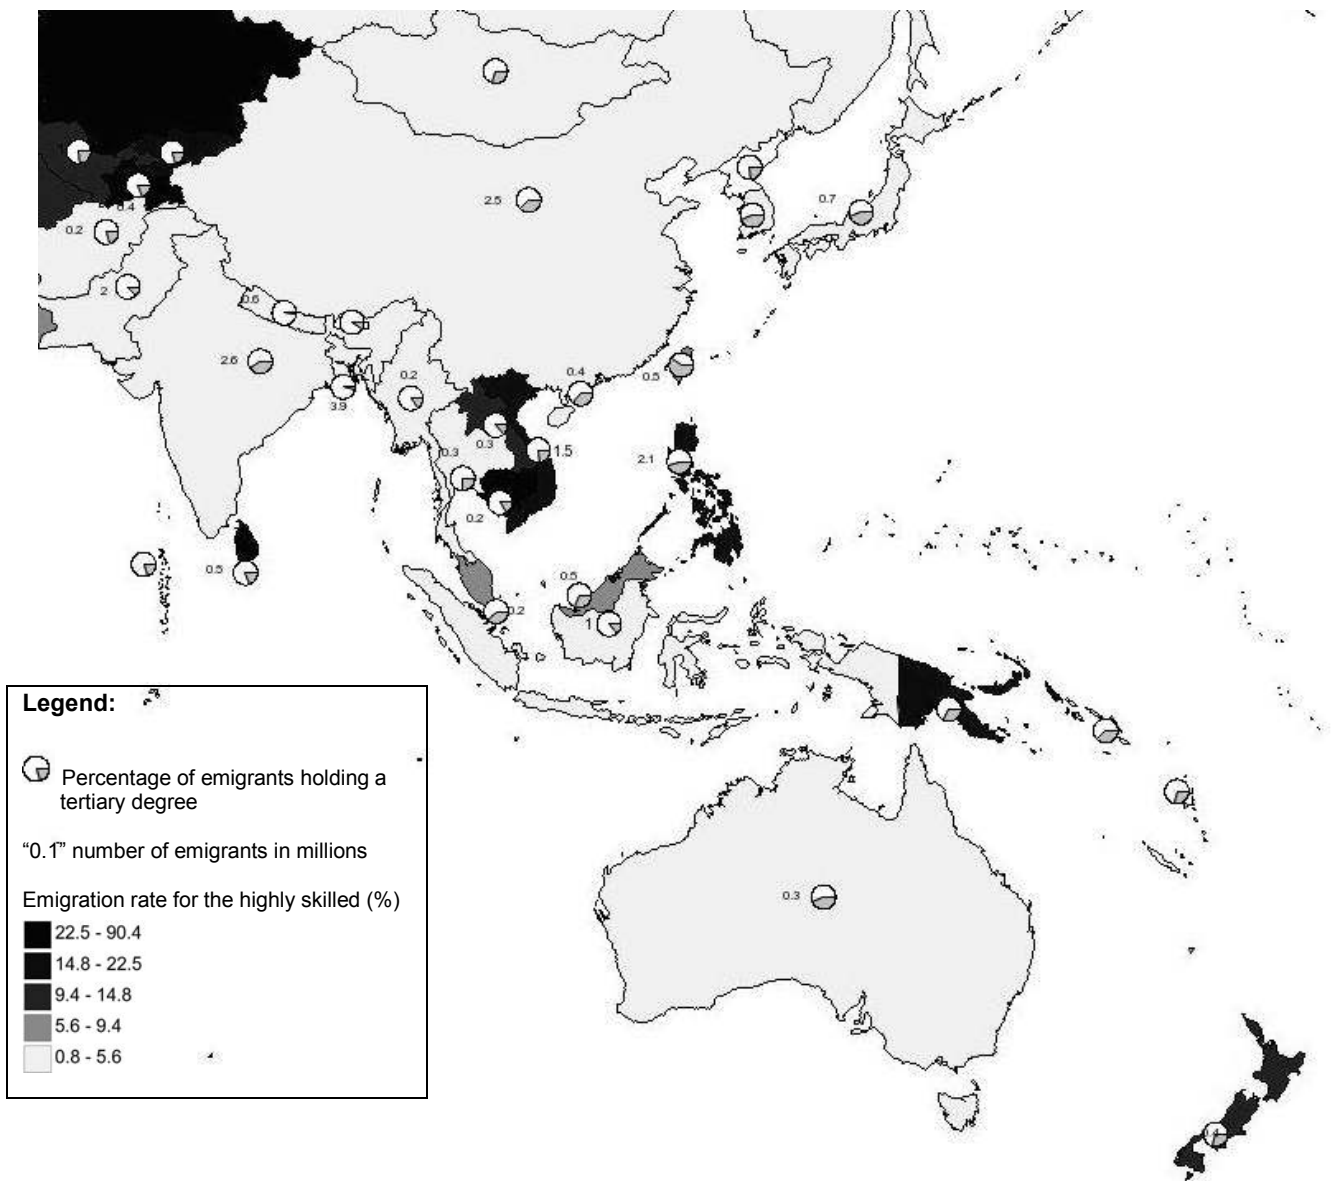 0.7
2.5
0.4
0.2
2
0.6
2.6
3.9
0.2
0.4
0.5
0.3
0.3
1.5
2.1
0.2
0.5
0.5
0.2
1
Legend:
Percentage of emigrants holding a
tertiary degree
“0.1” number of emigrants in millions
Emigration rate for the highly skilled (%)
22.5 - 90.4
14.8 - 22.5
9.4 - 14.8
5.6 - 9.4
0.8 - 5.6
0.3
0.4